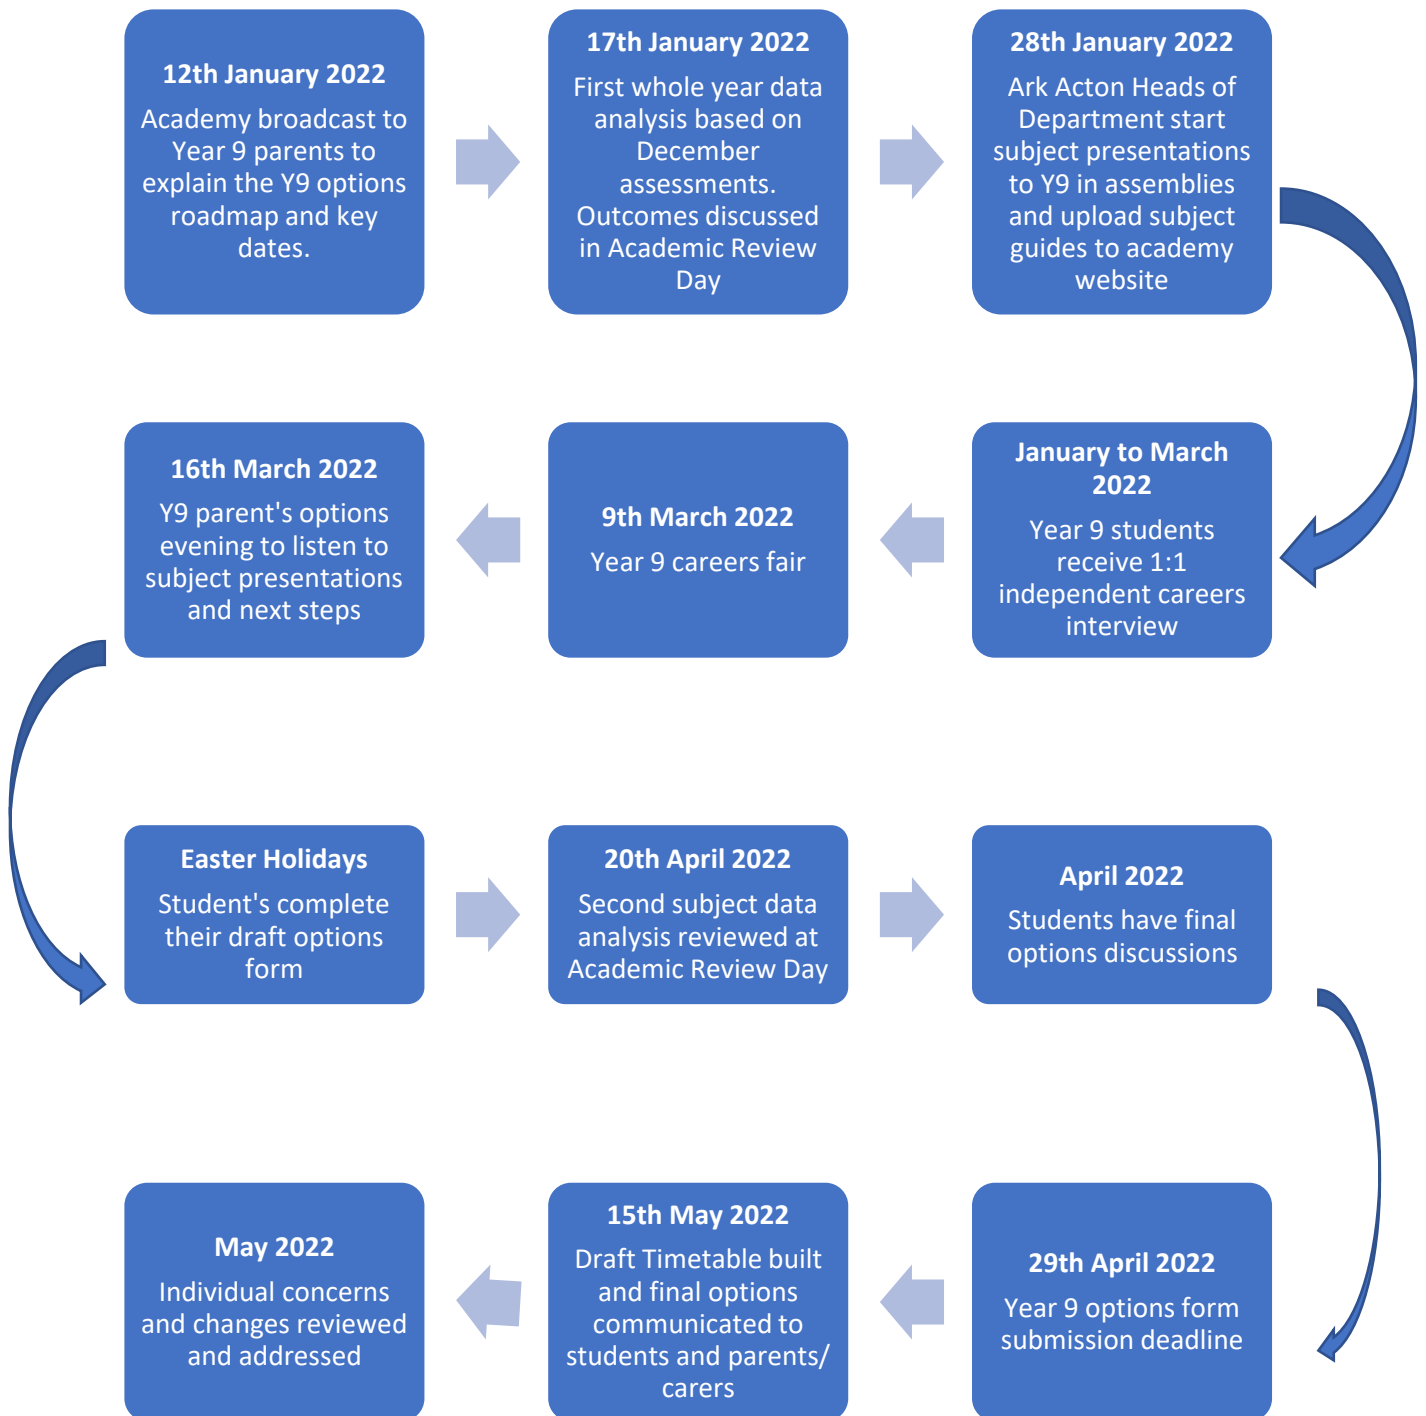 12th January 2022
Academy broadcast to
Year 9 parents to
explain the Y9 options
roadmap and key
dates.
17th January 2022
First whole year data
analysis based on
December
assessments.
Outcomes discussed
in Academic Review
Day
28th January 2022
Ark Acton Heads of
Department start
subject presentations
to Y9 in assemblies
and upload subject
guides to academy
website
January to March
2022
Year 9 students
receive 1:1
independent careers
interview
9th March 2022
Year 9 careers fair
16th March 2022
Y9 parent's options
evening to listen to
subject presentations
and next steps
Easter Holidays
Student's complete
their draft options
form
20th April 2022
Second subject data
analysis reviewed at
Academic Review Day
April 2022
Students have final
options discussions
29th April 2022
Year 9 options form
submission deadline
15th May 2022
Draft Timetable built
and final options
communicated to
students and parents/
carers
May 2022
Individual concerns
and changes reviewed
and addressed